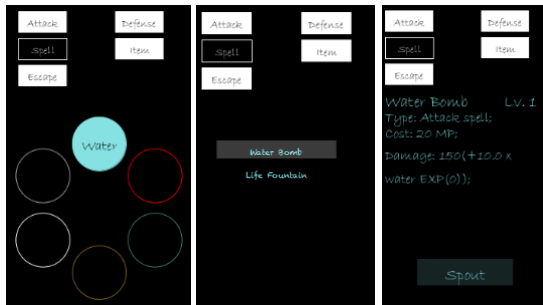 Attack Defense
Spell Item
Escape
Water
Attack Defense
Spell Item
Escape
Water Bomb
Life Fountain
Attack Defense
Spell Item
Escape
Water Bomb Lv. 1
Type: Attack spell;
Cost: 20 MP;
Damage: 150(+10.0 x
water EXP(0));
Spout